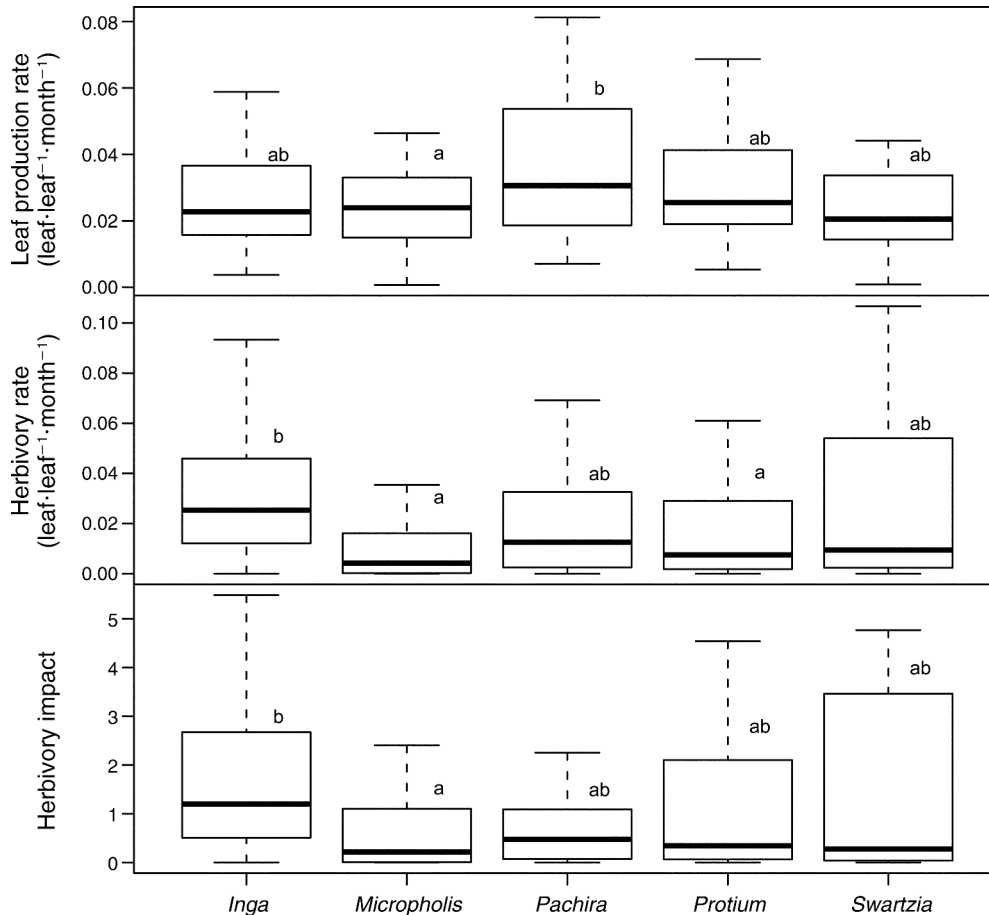 Leaf production rate
(leaf·leaf⁻¹·month⁻¹)
0.08
0.06
0.04
0.02
0.00
ab
a
b
ab
ab
Herbivory rate
(leaf·leaf⁻¹·month⁻¹)
0.10
0.08
0.06
0.04
0.02
0.00
b
a
ab
a
ab
Herbivory impact
5
4
3
2
1
0
b
a
ab
ab
ab
Inga Micropholis Pachira Protium Swartzia